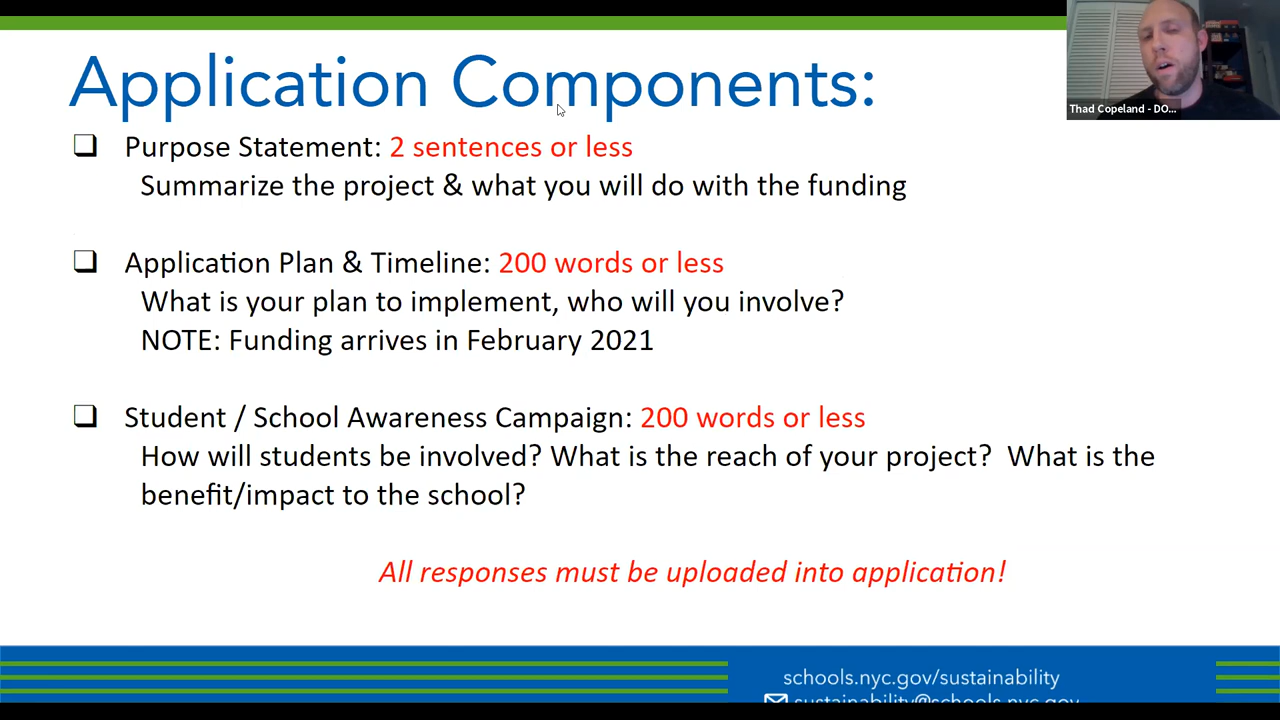 Application Components:
Thad Copeland - DO...
❑ Purpose Statement: 2 sentences or less
Summarize the project & what you will do with the funding
❑ Application Plan & Timeline: 200 words or less
What is your plan to implement, who will you involve?
NOTE: Funding arrives in February 2021
❑ Student / School Awareness Campaign: 200 words or less
How will students be involved? What is the reach of your project? What is the
benefit/impact to the school?
All responses must be uploaded into application!
schools.nyc.gov/sustainability
sustainability@schools.nyc.gov